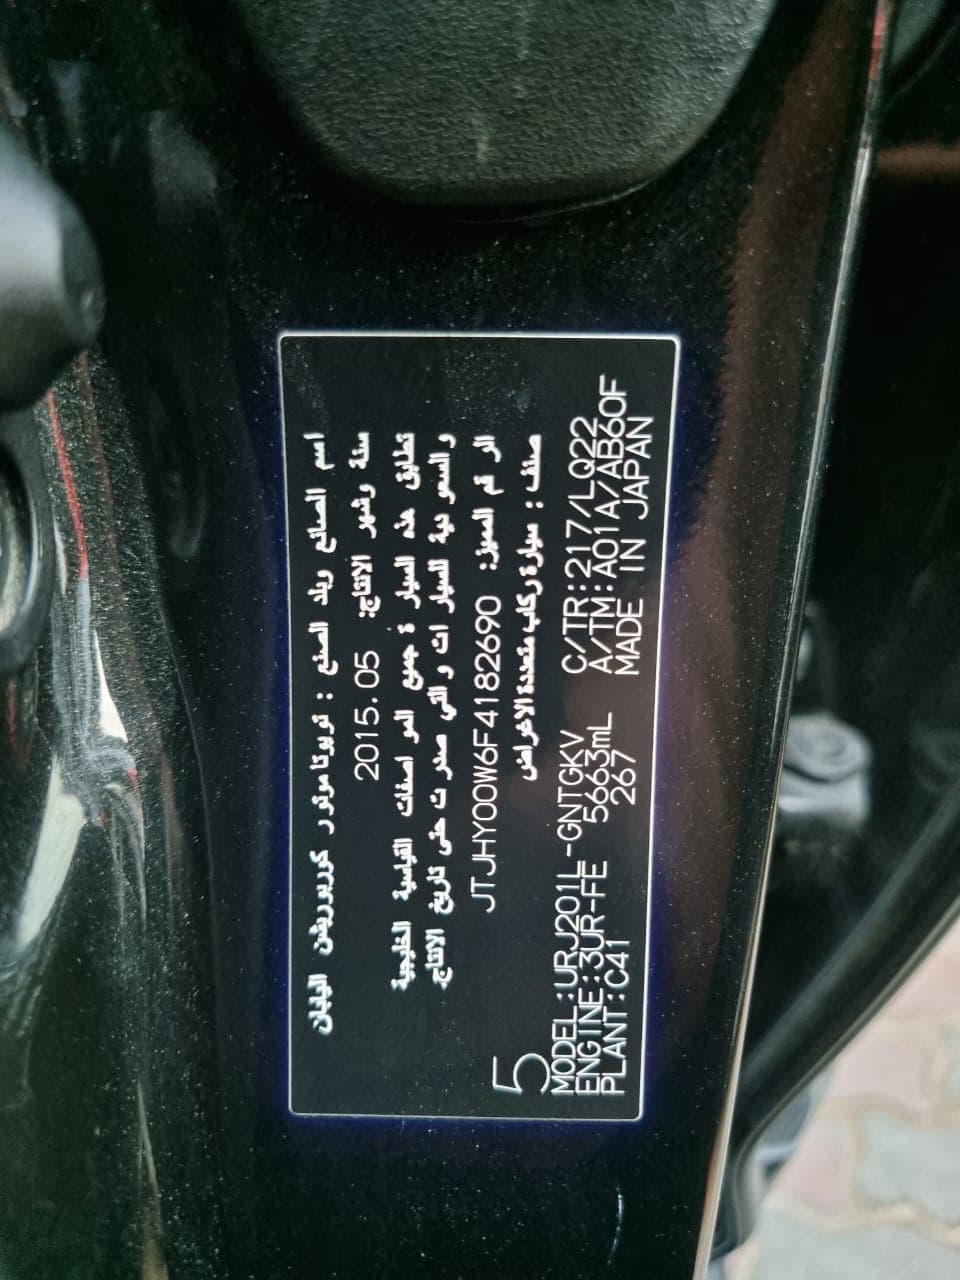 اسم الصانع وبلد الصنع : تويوتا موتور كوربوريشن اليابان
سنة وشهر الانتاج: 2015.05
تطابق هذه السيارة جميع المواصفات القياسية الخليجية
والسعودية للسيارات والتي صدرت حتى تاريخ الانتاج.
الرقم المميز: JTJHY00W6F4182690
صنف : سيارة ركاب متعددة الاغراض
5
MODEL:URJ201L-GNTGKV C/TR:217/LQ22
ENGINE:3UR-FE 5663mL A/TM:A01A/AB60F
PLANT:C41 267 MADE IN JAPAN